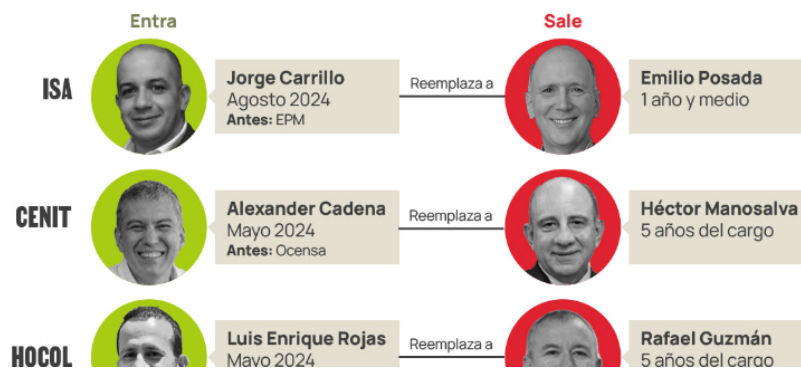 Entra
Sale
ISA
Jorge Carrillo
Agosto 2024
Antes: EPM
Reemplaza a
Emilio Posada
1 año y medio
CENIT
Alexander Cadena
Mayo 2024
Antes: Ocensa
Reemplaza a
Héctor Manosalva
5 años del cargo
HOCOL
Luis Enrique Rojas
Mayo 2024
Reemplaza a
Rafael Guzmán
5 años del cargo